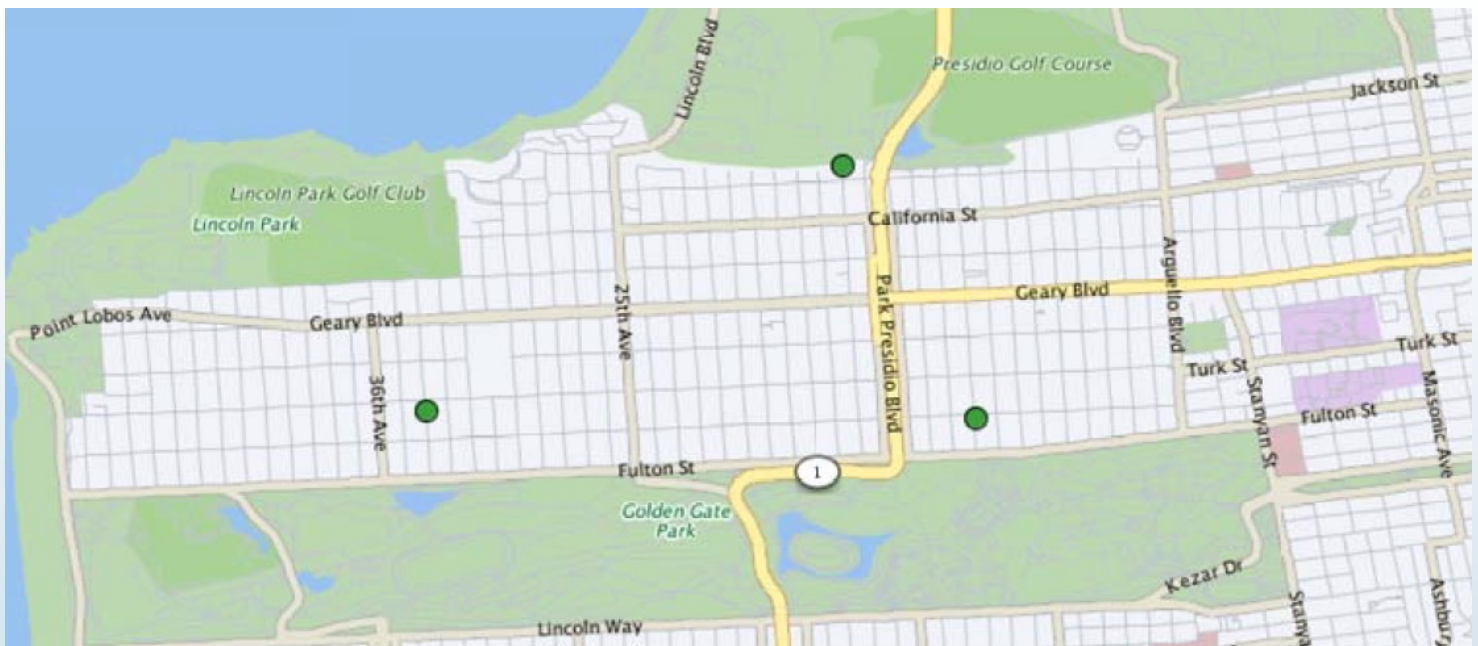 Lincoln Blvd
Presidio Golf Course
Jackson St
Lincoln Park Golf Club
Lincoln Park
California St
Arguello Blvd
25th Ave
Park Presidio Blvd
Geary Blvd
Point Lobos Ave
Geary Blvd
Turk St
Turk St
36th Ave
Stanyan St
Masonic Ave
Fulton St
Fulton St
1
Golden Gate
Park
Kezar Dr
Lincoln Way
Stanya
Ashbury